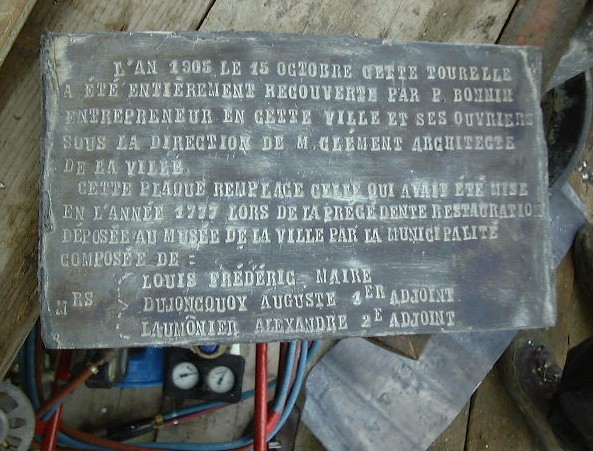 L'AN 1905 LE 15 OCTOBRE CETTE TOURELLE
A ÉTÉ ENTIÈREMENT RECOUVERTE PAR P. BONNIN
ENTREPRENEUR EN CETTE VILLE ET SES OUVRIERS
SOUS LA DIRECTION DE M. CLÉMENT ARCHITECTE
DE LA VILLE.
CETTE PLAQUE REMPLACE CELLE QUI AVAIT ÉTÉ MISE
EN L'ANNÉE 1777 LORS DE LA PRÉCÉDENTE RESTAURATION
DÉPOSÉE AU MUSÉE DE LA VILLE PAR LA MUNICIPALITÉ
COMPOSÉE DE :
LOUIS FRÉDÉRIC MAIRE
MRS DUJONCQUOY AUGUSTE 1ER ADJOINT
LAUMÔNIER ALEXANDRE 2E ADJOINT